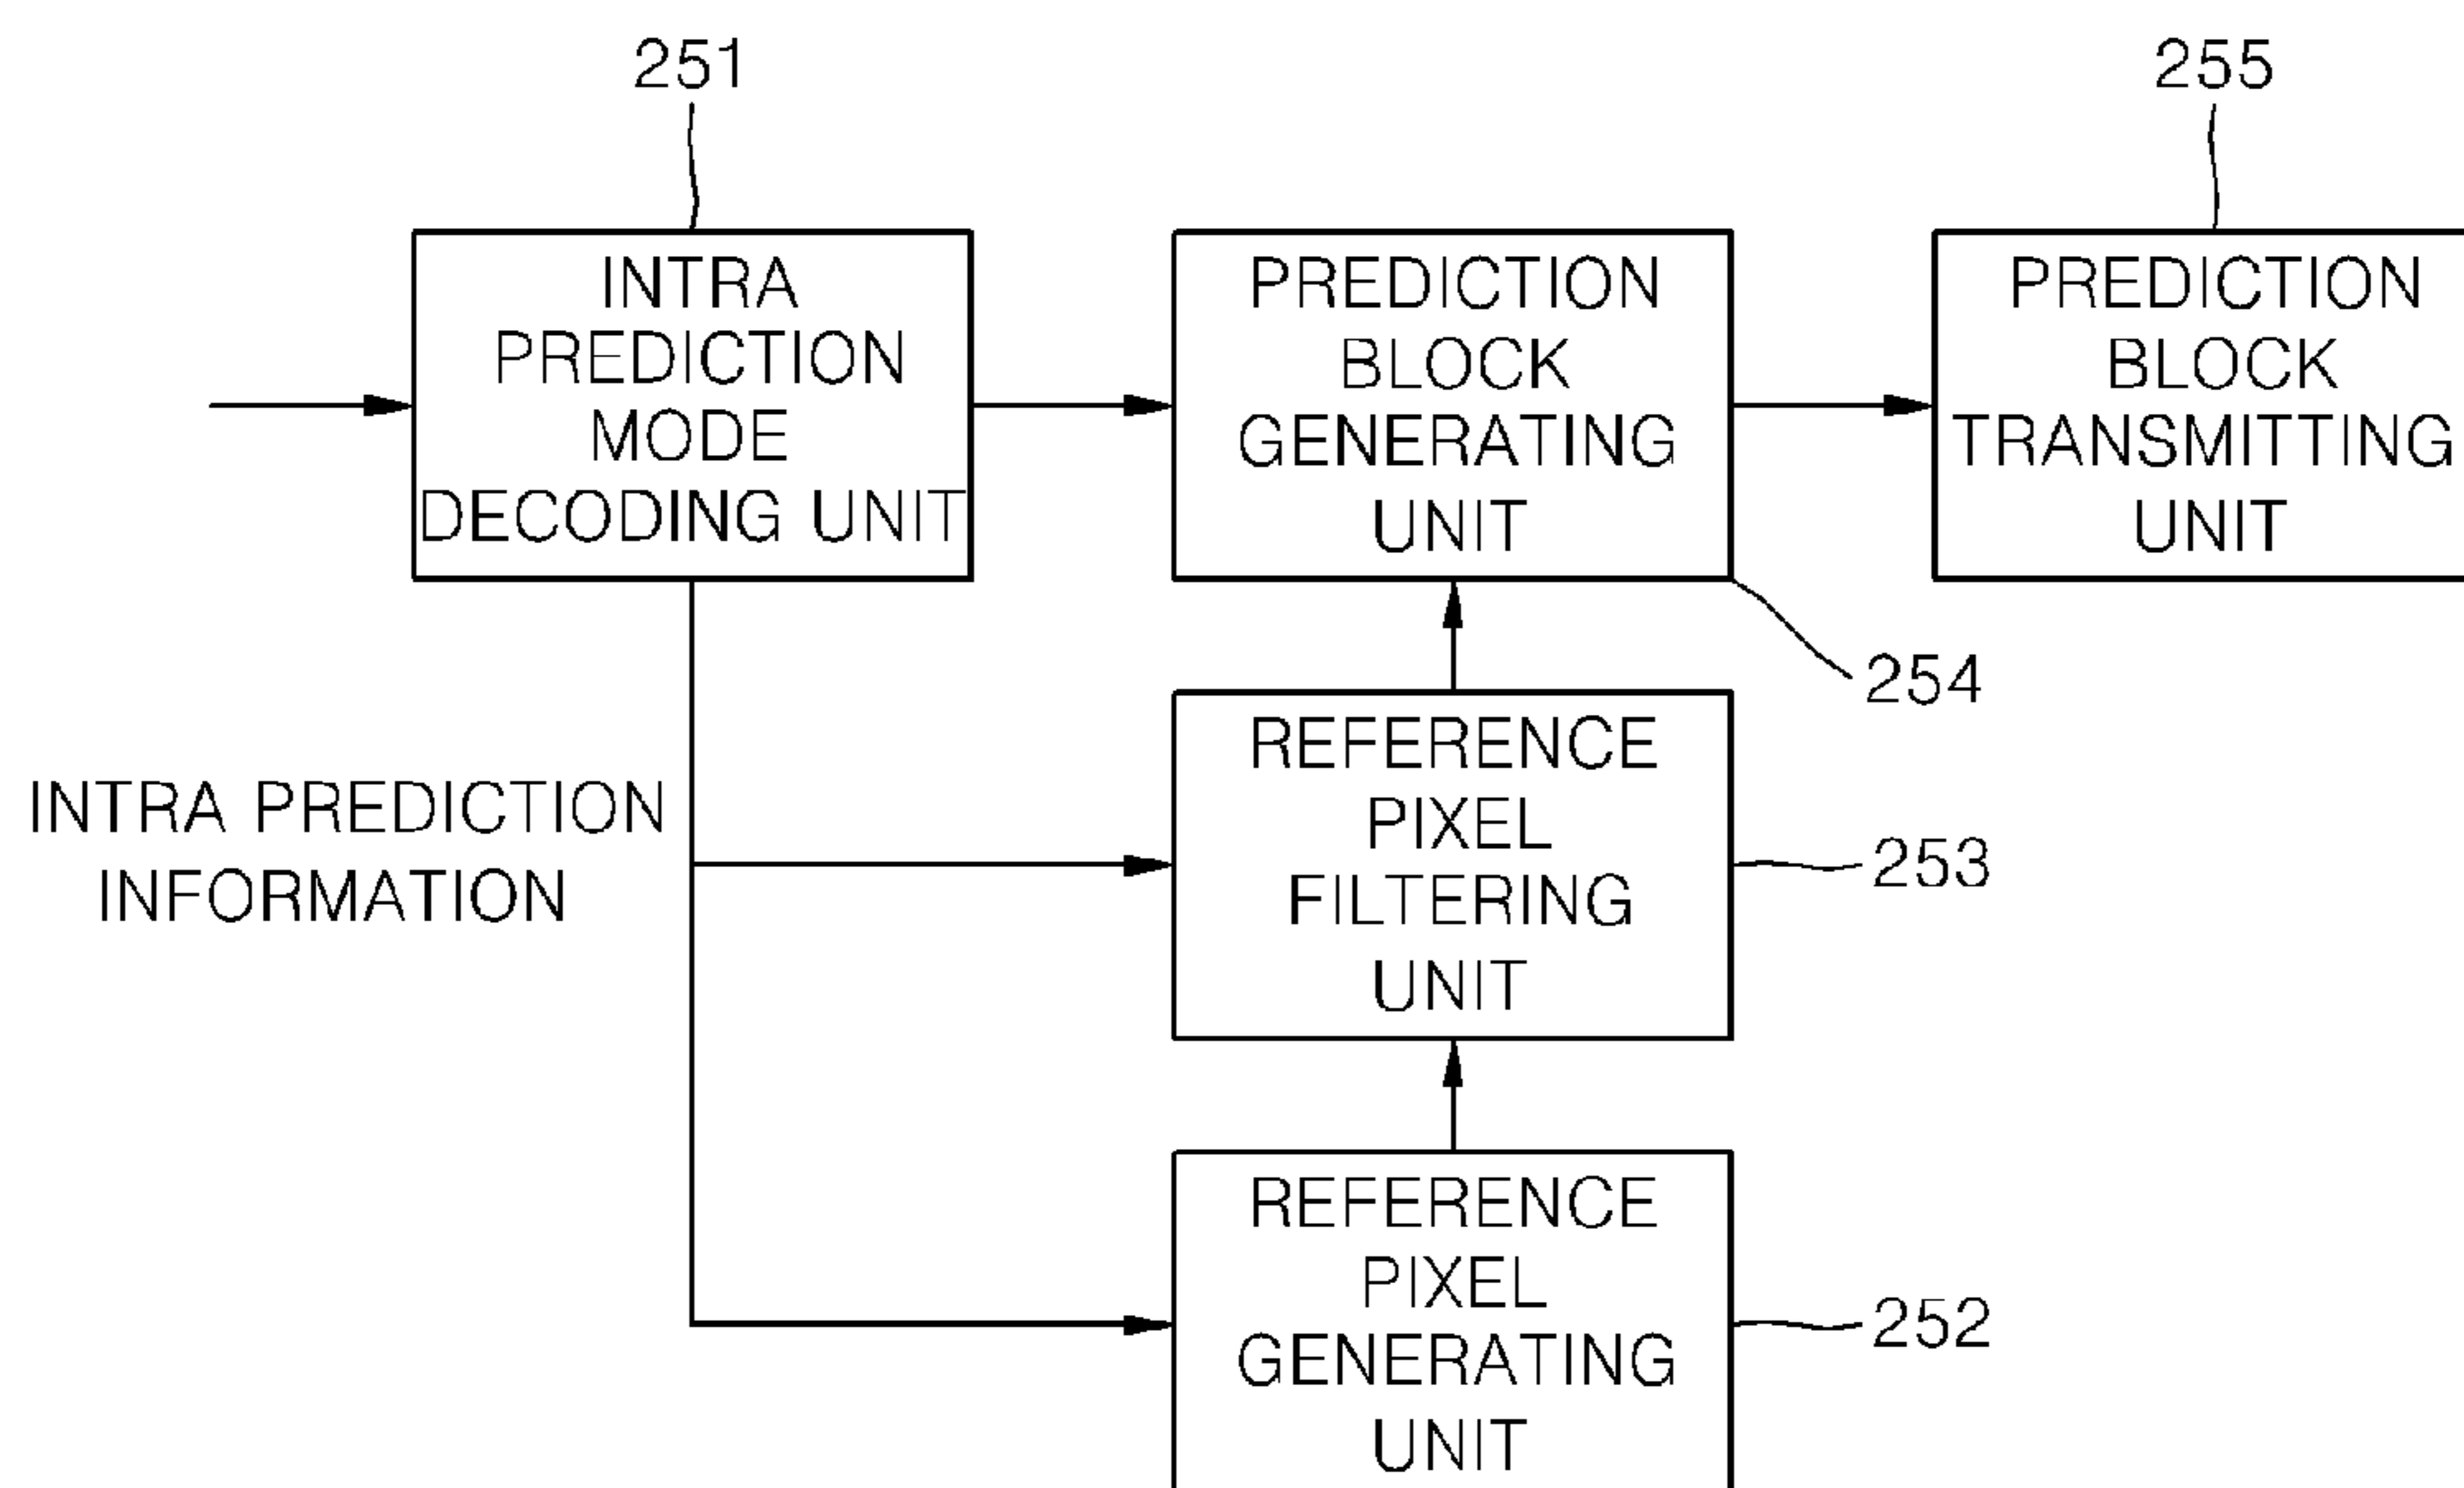 251
255
INTRA
PREDICTION
MODE
DECODING UNIT
PREDICTION
BLOCK
GENERATING
UNIT
PREDICTION
BLOCK
TRANSMITTING
UNIT
254
INTRA PREDICTION
INFORMATION
REFERENCE
PIXEL
FILTERING
UNIT
253
REFERENCE
PIXEL
GENERATING
UNIT
252